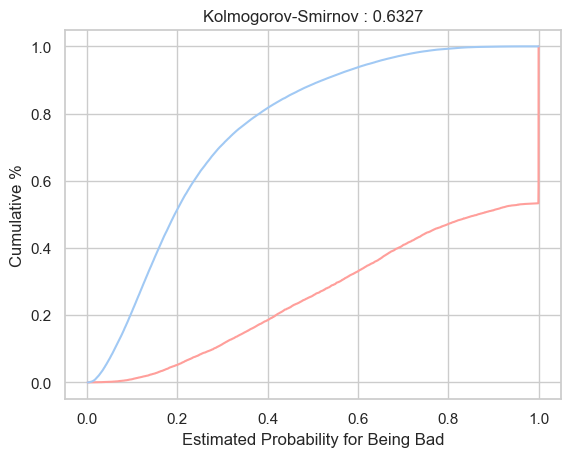 Kolmogorov-Smirnov : 0.6327
1.0
0.8
0.6
0.4
0.2
0.0
Cumulative %
0.0 0.2 0.4 0.6 0.8 1.0
Estimated Probability for Being Bad